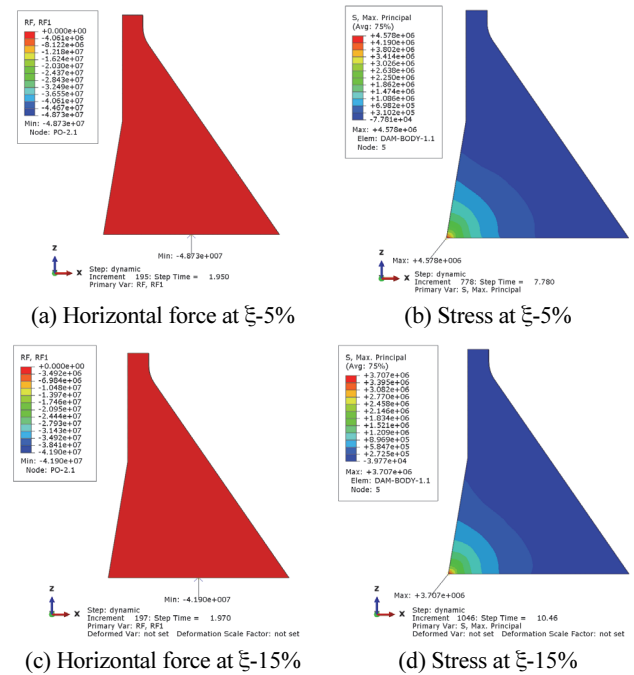 RF, RF1
+0.000e+00
-4.061e+06
-8.122e+06
-1.218e+07
-1.624e+07
-2.030e+07
-2.437e+07
-2.843e+07
-3.249e+07
-3.655e+07
-4.061e+07
-4.467e+07
-4.873e+07
Min: -4.873e+07
Node: PO-2.1
Min: -4.873e+007
z
x
Step: dynamic
Increment 195: Step Time = 1.950
Primary Var: RF, RF1
(a) Horizontal force at ξ-5%
S, Max. Principal
(Avg: 75%)
+4.578e+06
+4.190e+06
+3.802e+06
+3.414e+06
+3.026e+06
+2.638e+06
+2.250e+06
+1.862e+06
+1.474e+06
+1.086e+06
+6.982e+05
+3.102e+05
-7.781e+04
Max: +4.578e+06
Elem: DAM-BODY-1.1
Node: 5
Max: +4.578e+006
z
x
Step: dynamic
Increment 778: Step Time = 7.780
Primary Var: S, Max. Principal
(b) Stress at ξ-5%
RF, RF1
+0.000e+00
-3.492e+06
-6.984e+06
-1.048e+07
-1.397e+07
-1.746e+07
-2.095e+07
-2.444e+07
-2.793e+07
-3.143e+07
-3.492e+07
-3.841e+07
-4.190e+07
Min: -4.190e+07
Node: PO-2.1
Min: -4.190e+007
z
x
Step: dynamic
Increment 197: Step Time = 1.970
Primary Var: RF, RF1
Deformed Var: not set Deformation Scale Factor: not set
(c) Horizontal force at ξ-15%
S, Max. Principal
(Avg: 75%)
+3.707e+06
+3.395e+06
+3.082e+06
+2.770e+06
+2.458e+06
+2.146e+06
+1.834e+06
+1.521e+06
+1.209e+06
+8.969e+05
+5.847e+05
+2.725e+05
-3.977e+04
Max: +3.707e+06
Elem: DAM-BODY-1.1
Node: 5
Max: +3.707e+006
z
x
Step: dynamic
Increment 1046: Step Time = 10.46
Primary Var: S, Max. Principal
Deformed Var: not set Deformation Scale Factor: not set
(d) Stress at ξ-15%